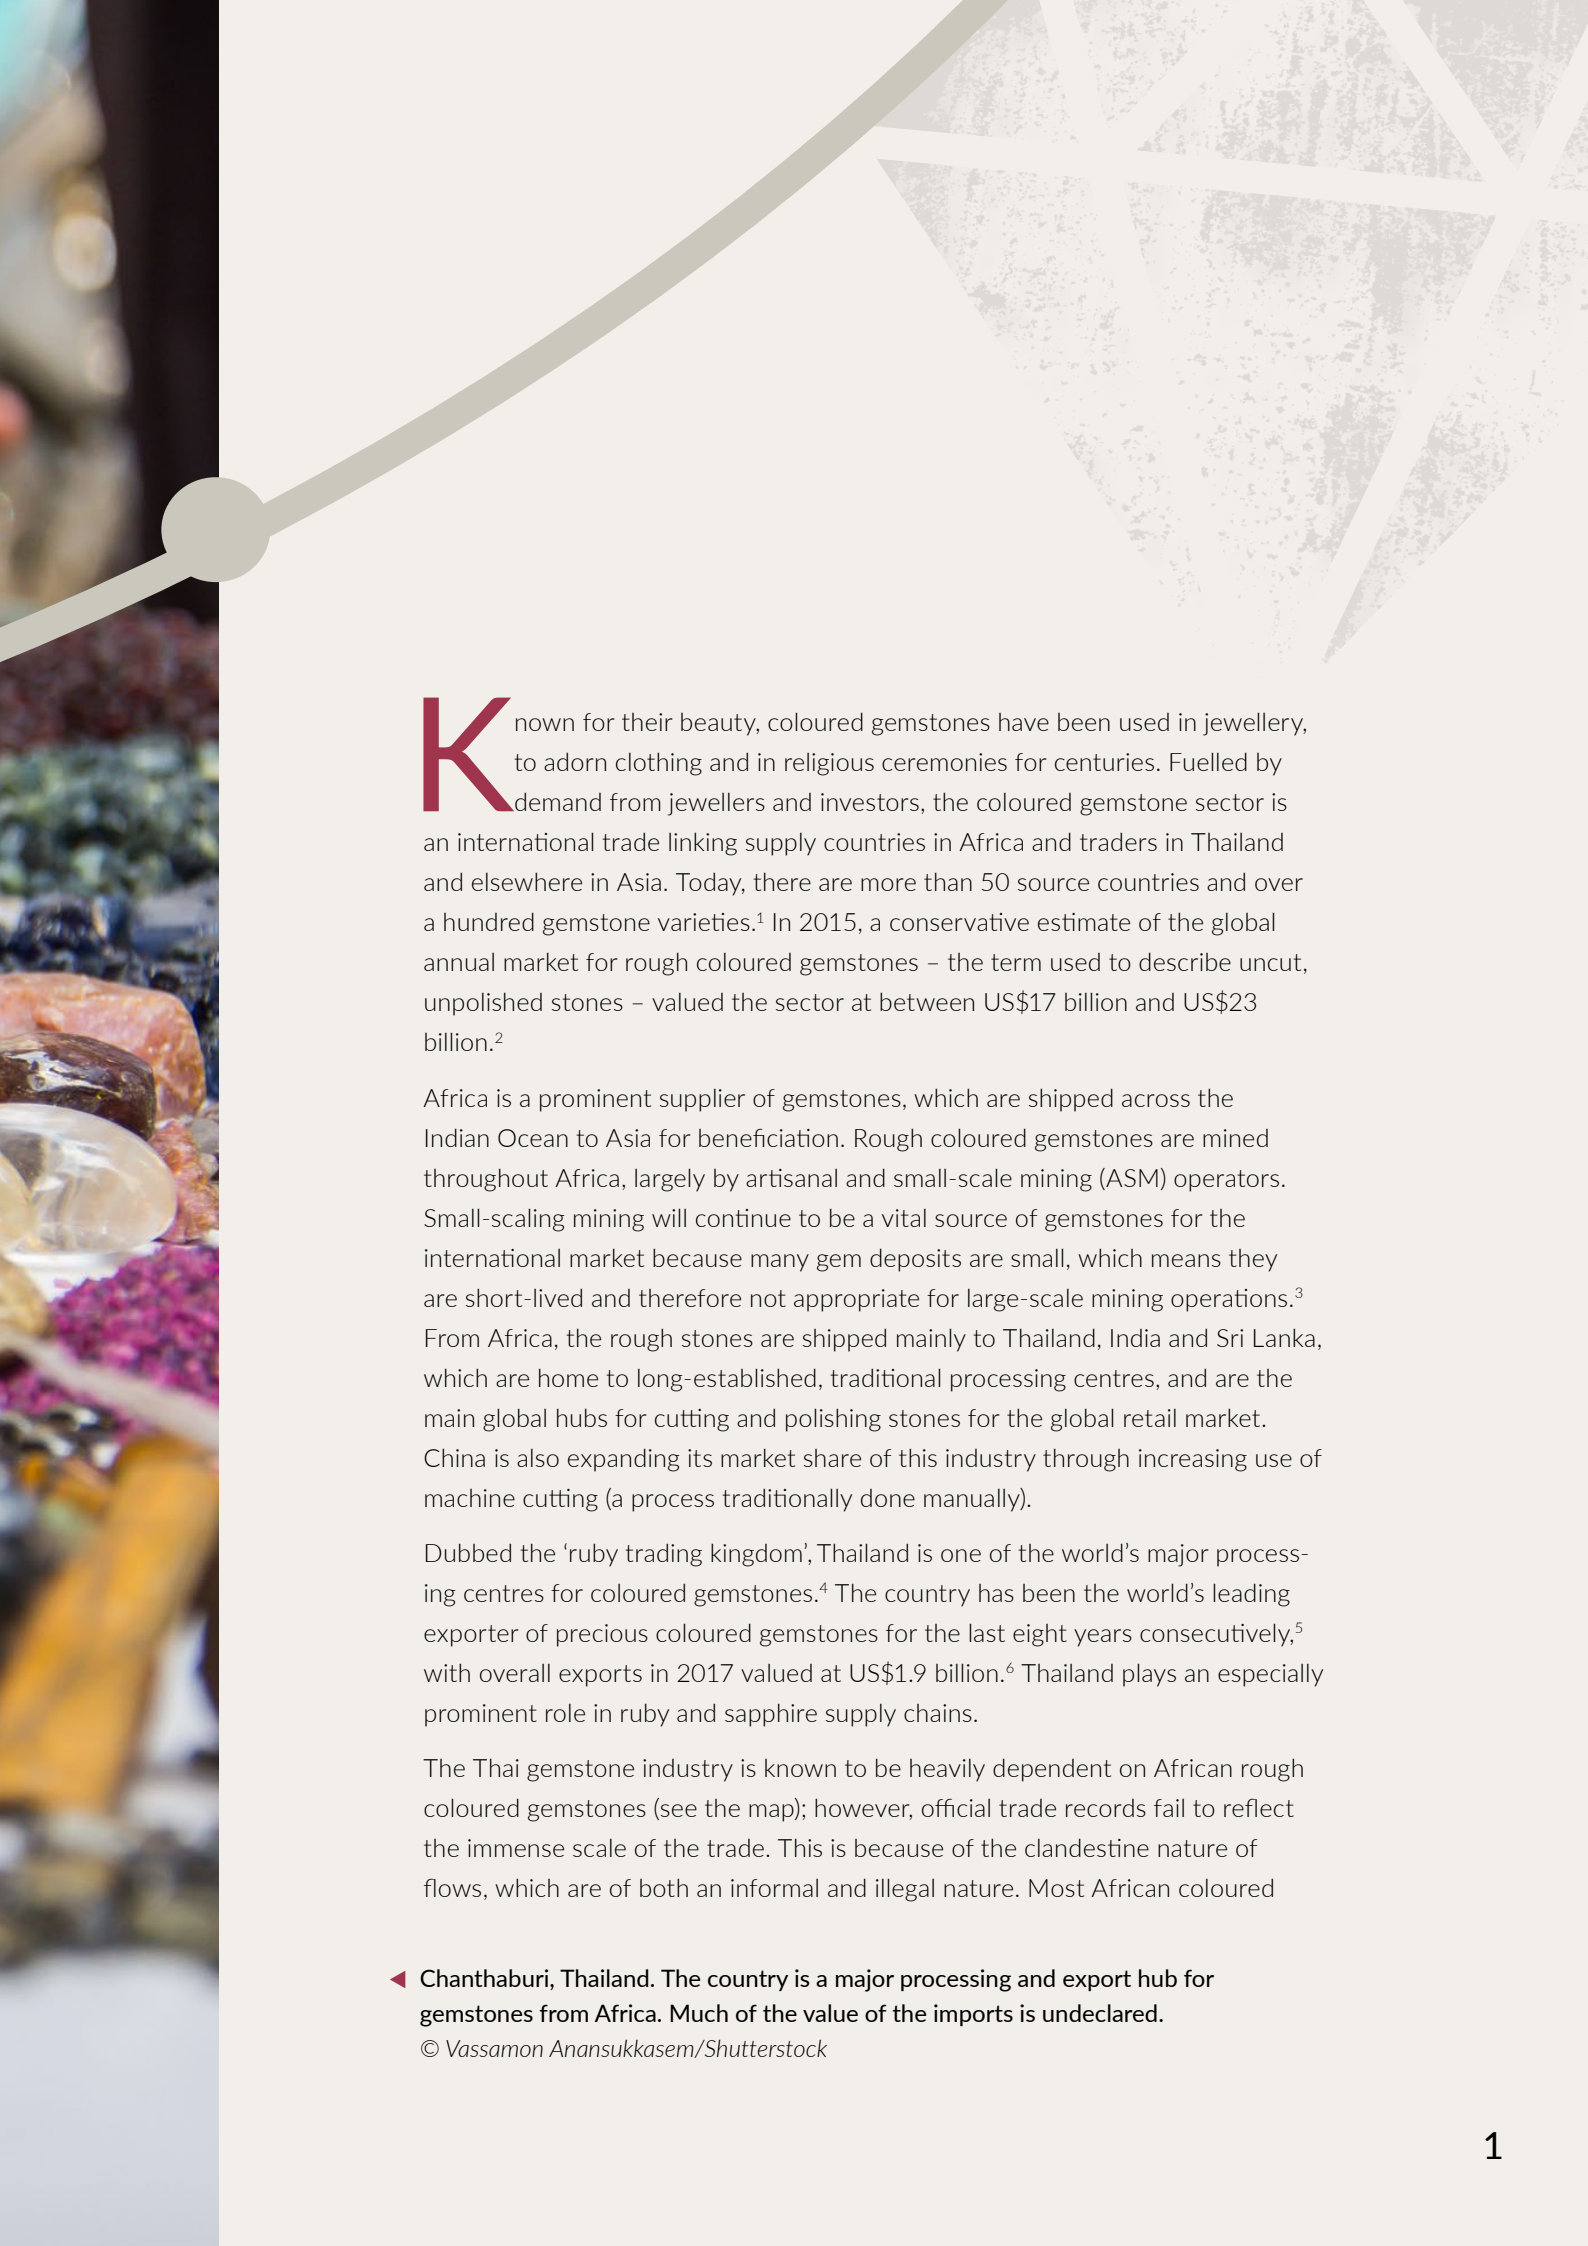 Known for their beauty, coloured gemstones have been used in jewellery,
to adorn clothing and in religious ceremonies for centuries. Fuelled by
demand from jewellers and investors, the coloured gemstone sector is
an international trade linking supply countries in Africa and traders in Thailand
and elsewhere in Asia. Today, there are more than 50 source countries and over
a hundred gemstone varieties.1 In 2015, a conservative estimate of the global
annual market for rough coloured gemstones – the term used to describe uncut,
unpolished stones – valued the sector at between US$17 billion and US$23
billion.2
Africa is a prominent supplier of gemstones, which are shipped across the
Indian Ocean to Asia for beneficiation. Rough coloured gemstones are mined
throughout Africa, largely by artisanal and small-scale mining (ASM) operators.
Small-scaling mining will continue to be a vital source of gemstones for the
international market because many gem deposits are small, which means they
are short-lived and therefore not appropriate for large-scale mining operations.3
From Africa, the rough stones are shipped mainly to Thailand, India and Sri Lanka,
which are home to long-established, traditional processing centres, and are the
main global hubs for cutting and polishing stones for the global retail market.
China is also expanding its market share of this industry through increasing use of
machine cutting (a process traditionally done manually).
Dubbed the ‘ruby trading kingdom’, Thailand is one of the world’s major process-
ing centres for coloured gemstones.4 The country has been the world’s leading
exporter of precious coloured gemstones for the last eight years consecutively,5
with overall exports in 2017 valued at US$1.9 billion.6 Thailand plays an especially
prominent role in ruby and sapphire supply chains.
The Thai gemstone industry is known to be heavily dependent on African rough
coloured gemstones (see the map); however, official trade records fail to reflect
the immense scale of the trade. This is because of the clandestine nature of
flows, which are of both an informal and illegal nature. Most African coloured
◀ Chanthaburi, Thailand. The country is a major processing and export hub for
gemstones from Africa. Much of the value of the imports is undeclared.
© Vassamon Anansukkasem/Shutterstock
1